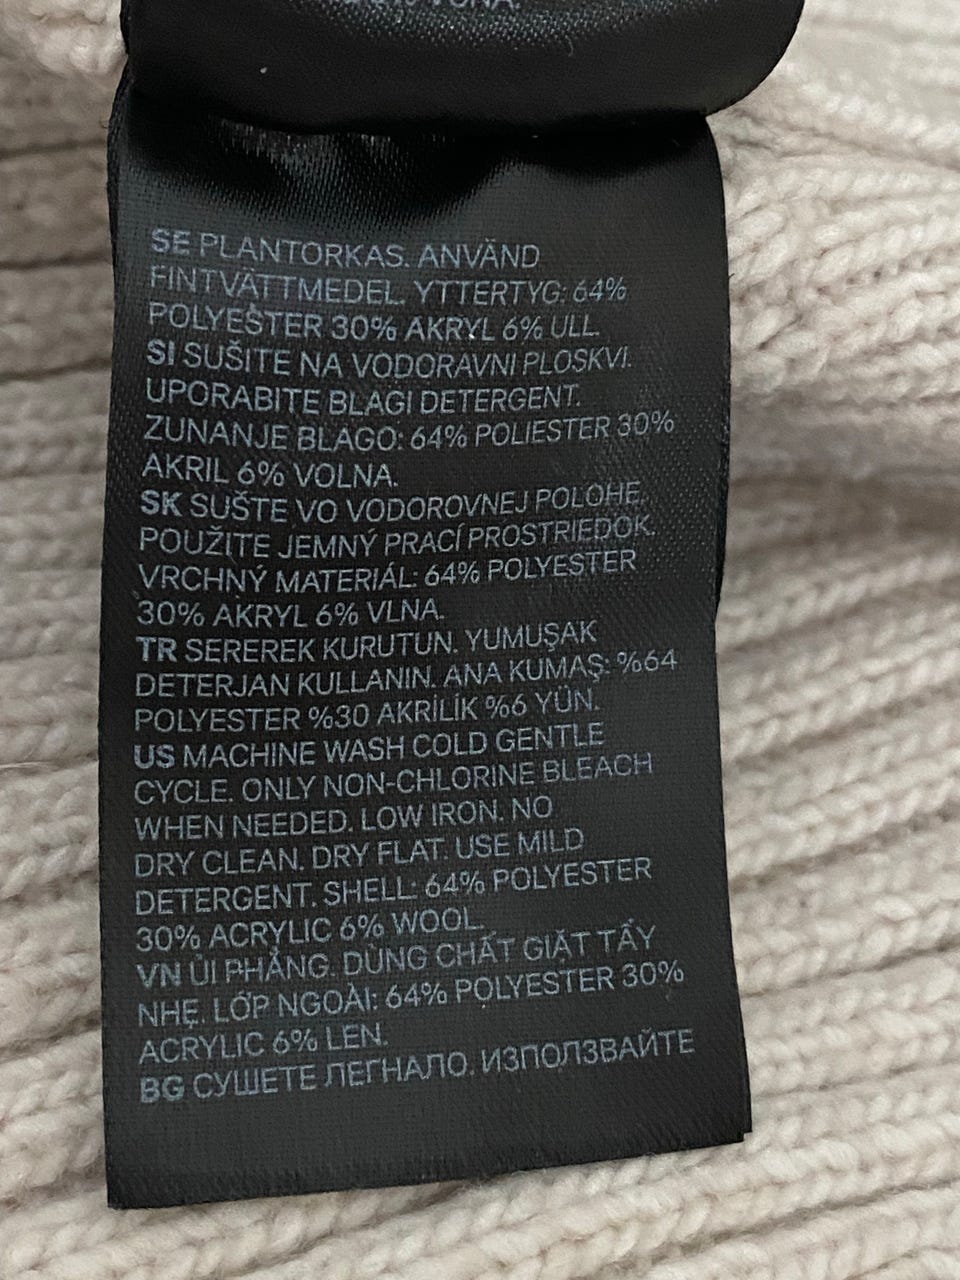 VOLNA.
SE PLANTORKAS. ANVÄND
FINTVÄTTMEDEL. YTTERTYG: 64%
POLYESTER 30% AKRYL 6% ULL.
SI SUŠITE NA VODORAVNI PLOSKVI.
UPORABITE BLAGI DETERGENT.
ZUNANJE BLAGO: 64% POLIESTER 30%
AKRIL 6% VOLNA.
SK SUŠTE VO VODOROVNEJ POLOHE.
POUŽITE JEMNÝ PRACÍ PROSTRIEDOK.
VRCHNÝ MATERIÁL: 64% POLYESTER
30% AKRYL 6% VLNA.
TR SEREREK KURUTUN. YUMUŞAK
DETERJAN KULLANIN. ANA KUMAŞ: %64
POLYESTER %30 AKRİLİK %6 YÜN.
US MACHINE WASH COLD GENTLE
CYCLE. ONLY NON-CHLORINE BLEACH
WHEN NEEDED. LOW IRON. NO
DRY CLEAN. DRY FLAT. USE MILD
DETERGENT. SHELL: 64% POLYESTER
30% ACRYLIC 6% WOOL.
VN ỦI PHẲNG. DÙNG CHẤT GIẶT TẨY
NHẸ. LỚP NGOÀI: 64% POLYESTER 30%
ACRYLIC 6% LEN.
BG СУШЕТЕ ЛЕГНАЛО. ИЗПОЛЗВАЙТЕ